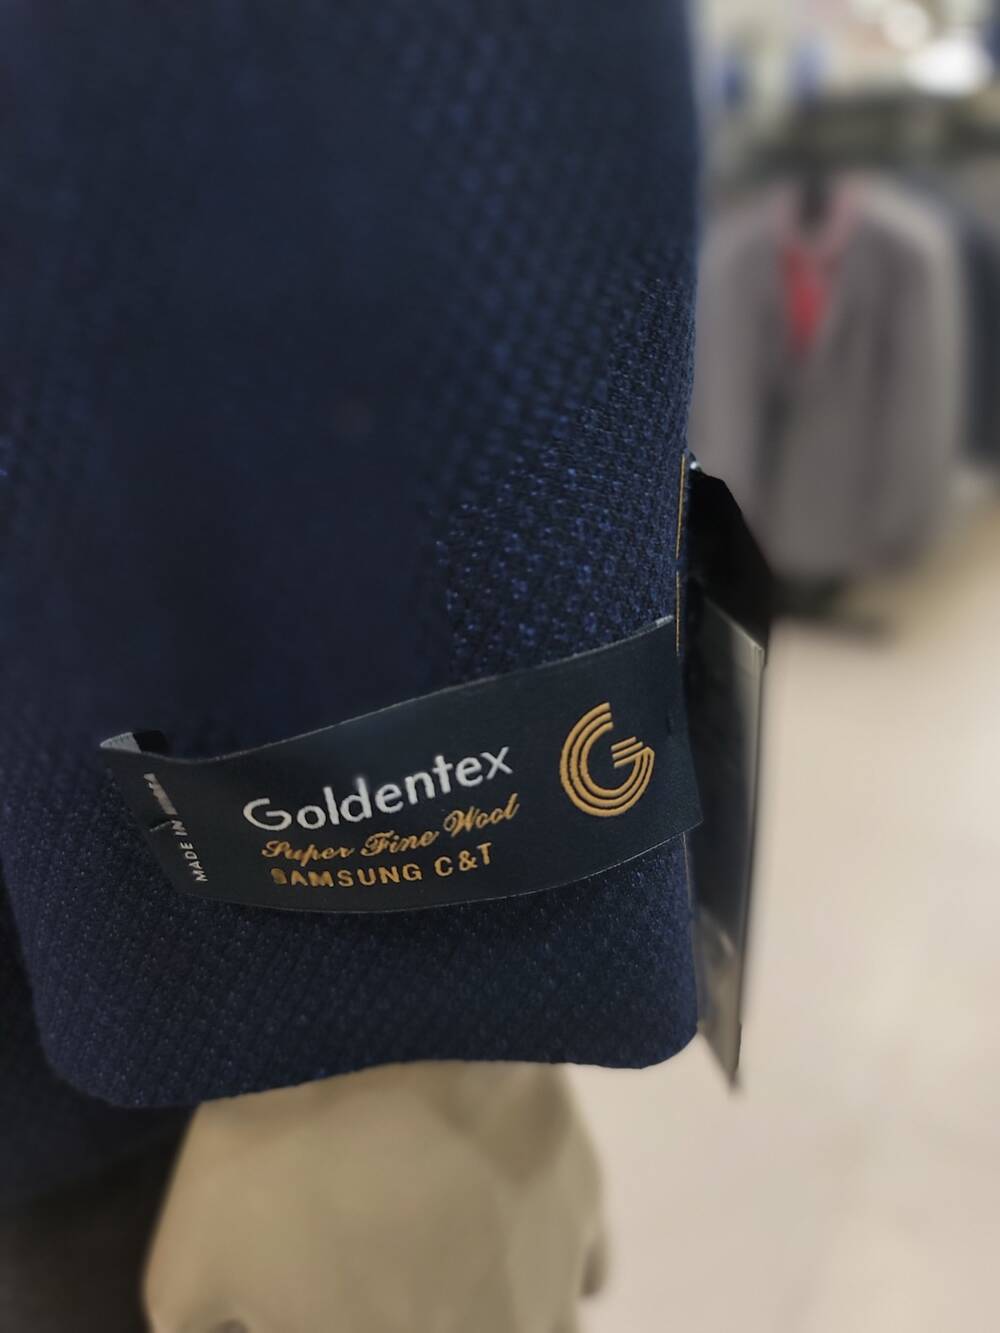 Goldentex
Super Fine Wool
SAMSUNG C&T
MADE IN